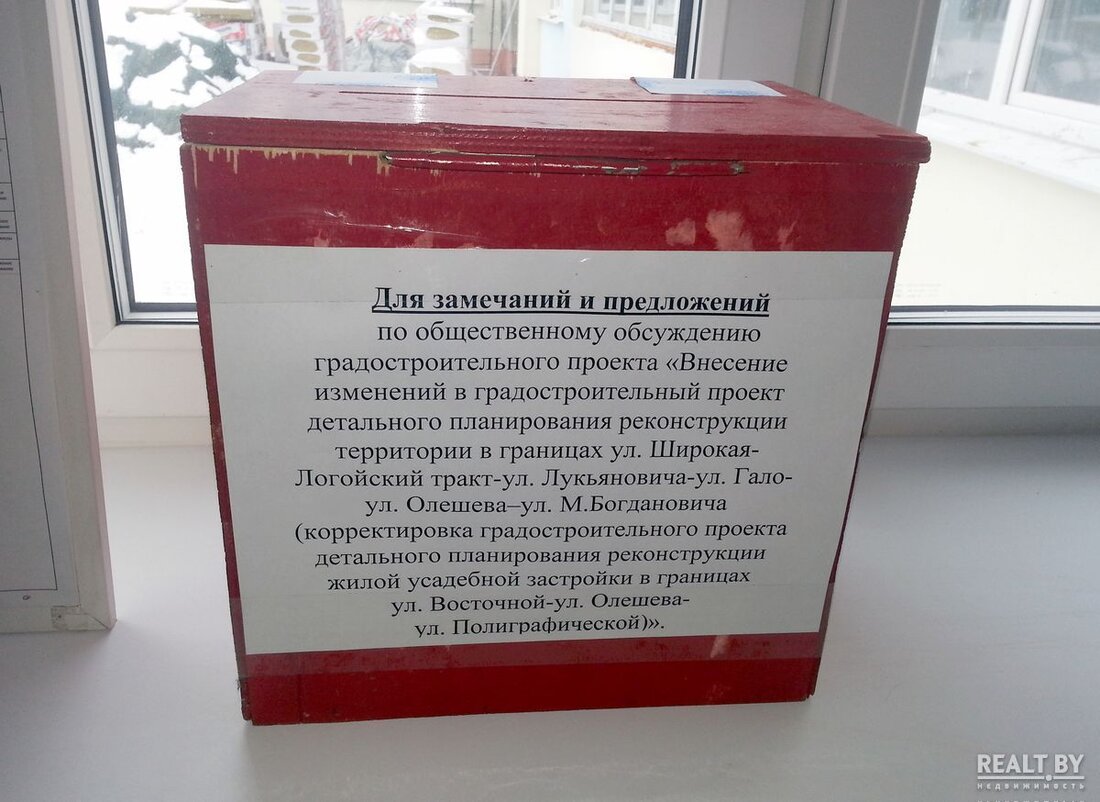 Для замечаний и предложений
по общественному обсуждению
градостроительного проекта «Внесение
изменений в градостроительный проект
детального планирования реконструкции
территории в границах ул. Широкая-
Логойский тракт-ул. Лукьяновича-ул. Гало-
ул. Олешева–ул. М.Богдановича
(корректировка градостроительного проекта
детального планирования реконструкции
жилой усадебной застройки в границах
ул. Восточной-ул. Олешева-
ул. Полиграфической)».
REALT.BY
недвижимость